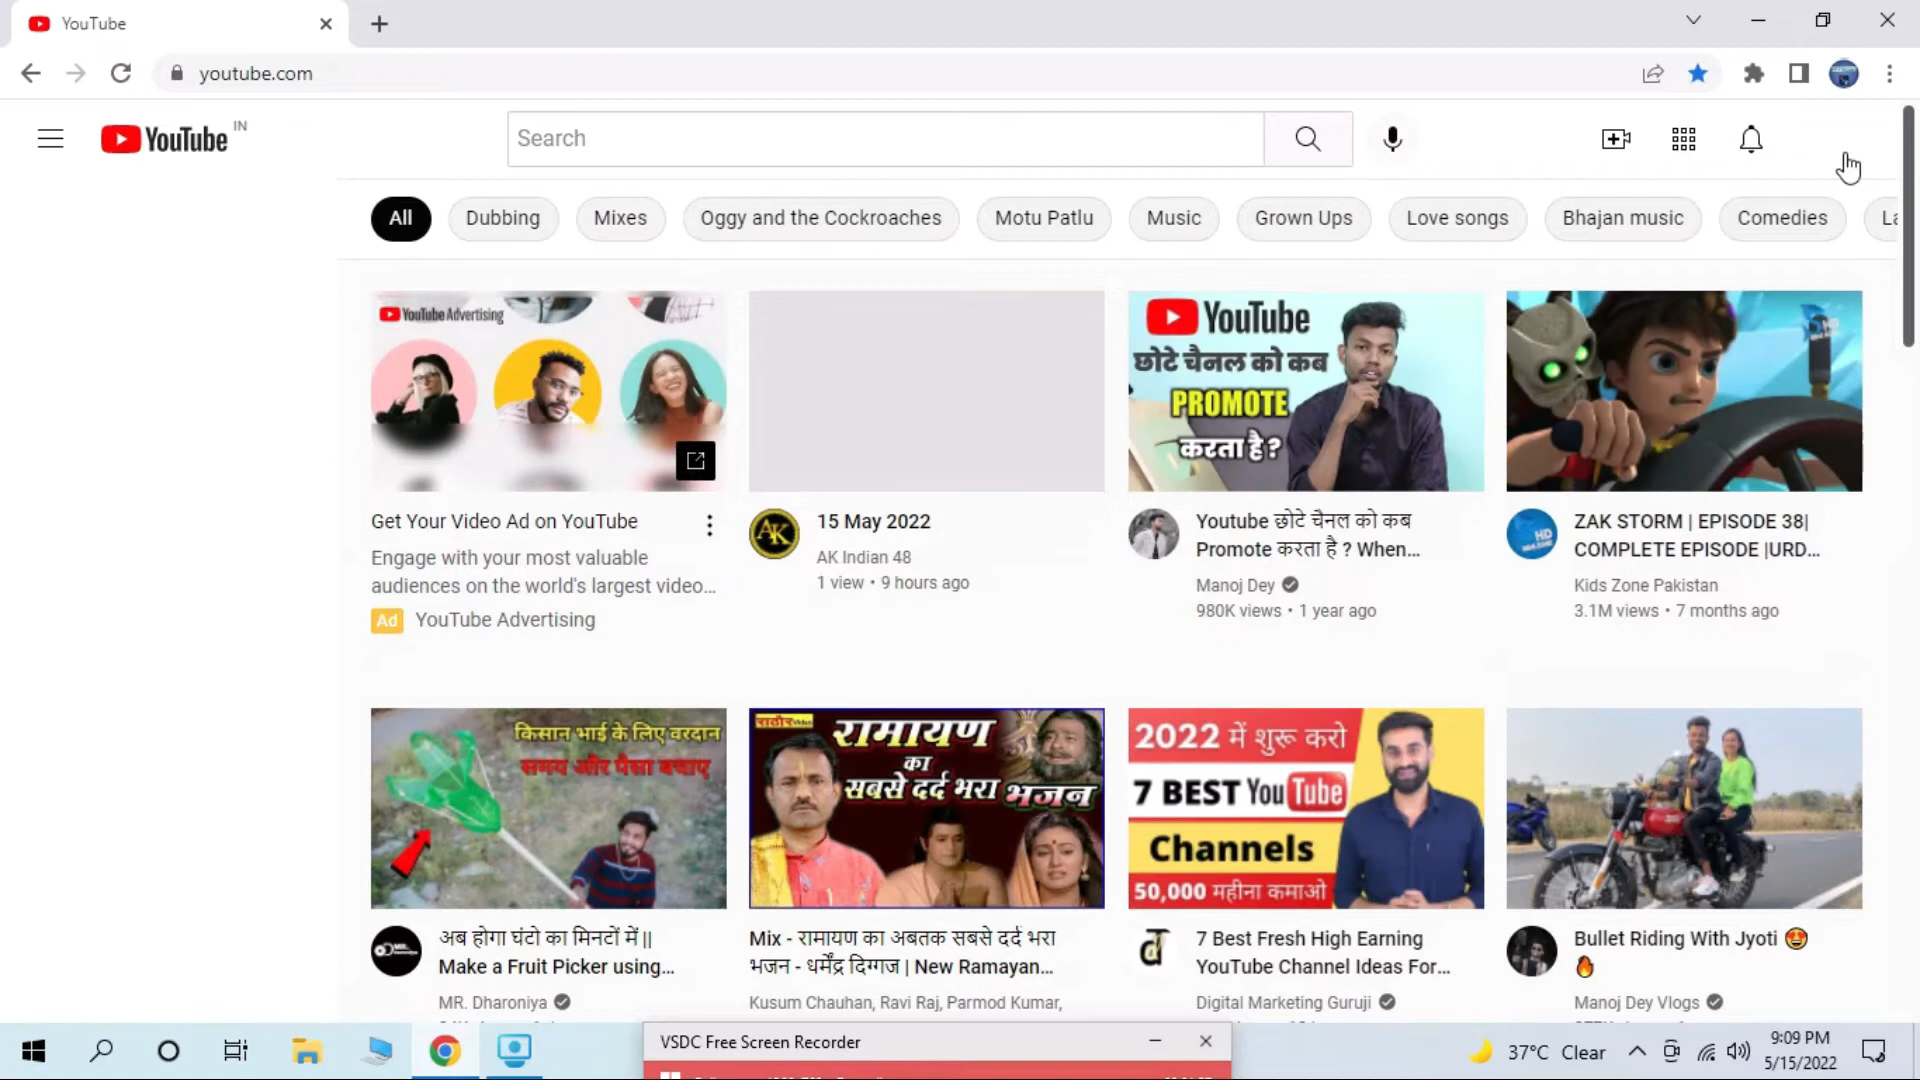 YouTube
youtube.com
YouTube IN
Search
All
Dubbing
Mixes
Oggy and the Cockroaches
Motu Patlu
Music
Grown Ups
Love songs
Bhajan music
Comedies
La
YouTube Advertising
YouTube
छोटे चैनल को कब
PROMOTE
करता है ?
Get Your Video Ad on YouTube
Engage with your most valuable
audiences on the world's largest video...
Ad YouTube Advertising
AK
15 May 2022
AK Indian 48
1 view • 9 hours ago
Youtube छोटे चैनल को कब
Promote करता है ? When...
Manoj Dey
980K views • 1 year ago
HD
ZAK STORM | EPISODE 38|
COMPLETE EPISODE |URD...
Kids Zone Pakistan
3.1M views • 7 months ago
किसान भाई के लिए वरदान
समय और पैसा बचाए
राठौर Video
रामायण
का
सबसे दर्द भरा भजन
2022 में शुरू करो
7 BEST YouTube
Channels
50,000 महीना कमाओ
अब होगा घंटो का मिनटों में ||
Make a Fruit Picker using...
MR. Dharoniya
Mix - रामायण का अबतक सबसे दर्द भरा
भजन - धर्मेंद्र दिग्गज | New Ramayan...
Kusum Chauhan, Ravi Raj, Parmod Kumar,
7 Best Fresh High Earning
YouTube Channel Ideas For...
Digital Marketing Guruji
Bullet Riding With Jyoti 😍
🔥
Manoj Dey Vlogs
VSDC Free Screen Recorder
37°C Clear
9:09 PM
5/15/2022